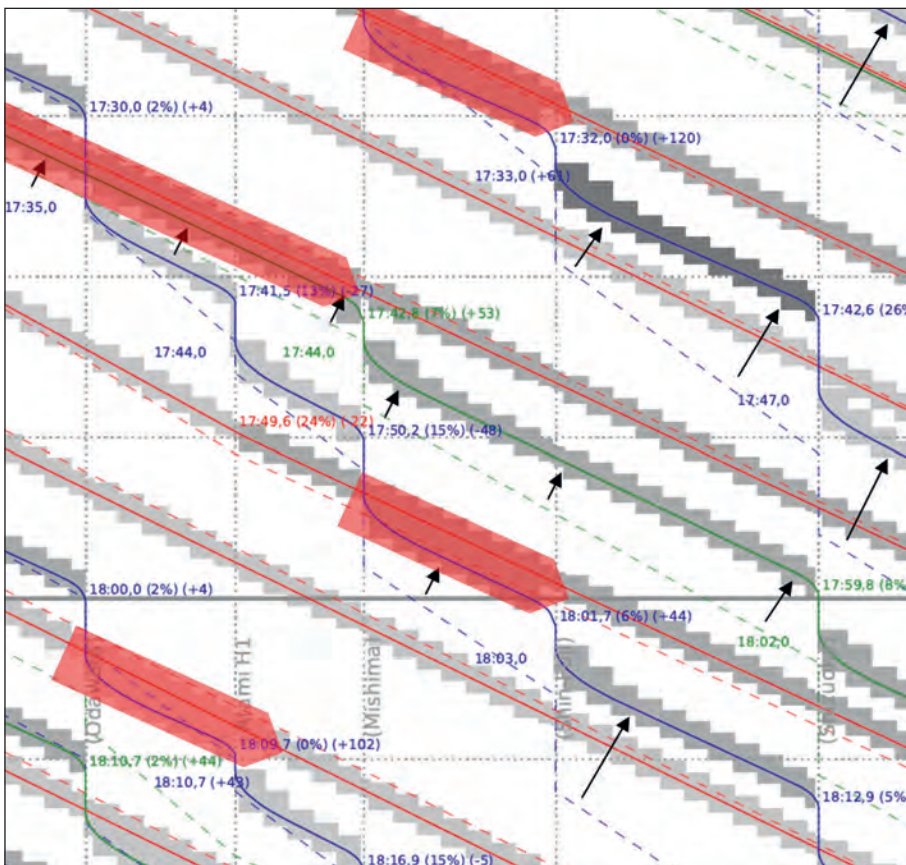 17:30,0 (2%) (+4)
17:32,0 (0%) (+120)
17:33,0 (+61)
17:35,0
17:41,5 (13%) (-27)
17:42,8 (7%) (+53)
17:42,6 (26%
17:44,0
17:44,0
17:47,0
17:49,6 (24%) (-22)
17:50,2 (15%) (-48)
18:00,0 (2%) (+4)
17:59,8 (8%
18:01,7 (6%) (+44)
18:02,0
18:03,0
(Mishima)
18:09,7 (0%) (+102)
18:10,7 (2%) (+44)
18:10,7 (+43)
18:12,9 (5%
18:16,9 (15%) (-5)